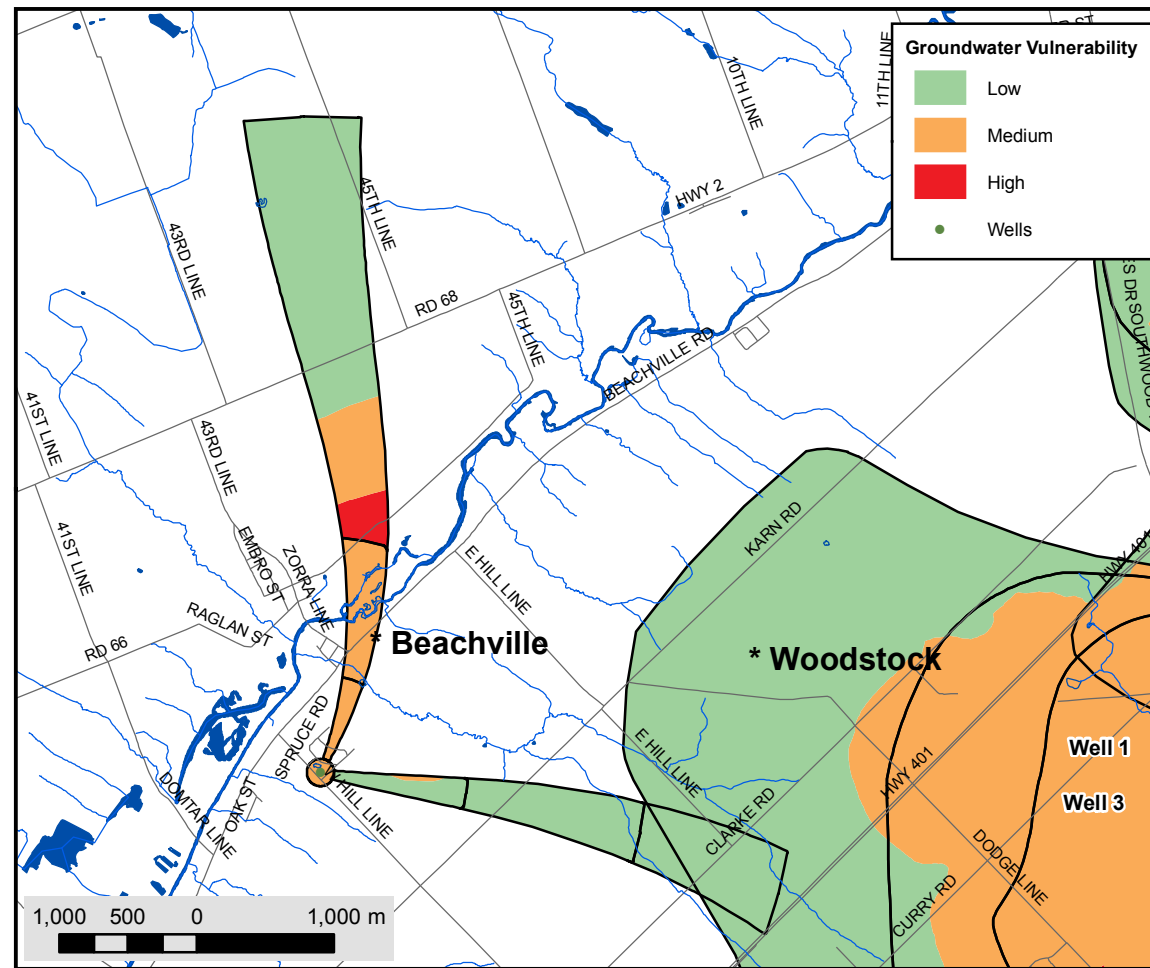 Groundwater Vulnerability
Low
Medium
High
Wells
10TH LINE
11TH LINE
HWY 2
45TH LINE
43RD LINE
RD 68
45TH LINE
BEACHVILLE RD
41ST LINE
43RD LINE
KARN RD
41ST LINE
EMBRO ST
ZORRA LINE
E HILL LINE
HWY 401
RAGLAN ST
RD 66
* Beachville
* Woodstock
SPRUCE RD
E HILL LINE
HWY 401
Well 1
Well 3
W HILL LINE
DOMTAR LINE
OAK ST
CLARKE RD
DODGE LINE
CURRY RD
1,000 500 0 1,000 m